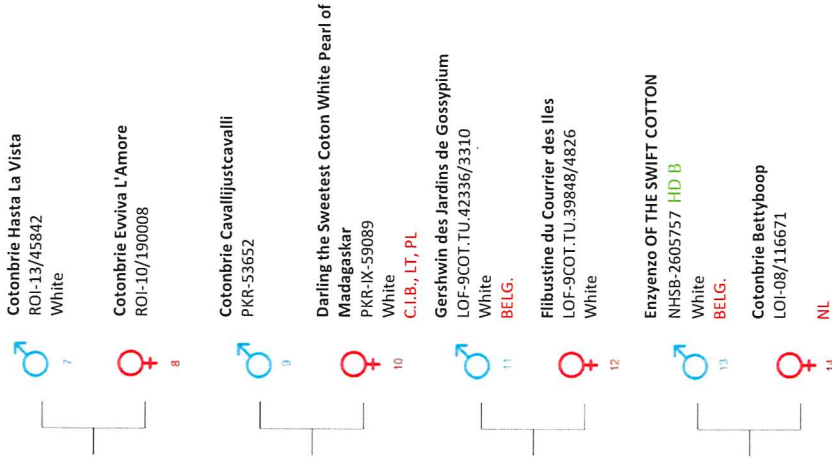 Cotonbrie Hasta La Vista
ROI-13/45842
White
7
Cotonbrie Evviva L'Amore
ROI-10/190008
8
Cotonbrie Cavallijustcavalli
PKR-53652
9
Darling the Sweetest Coton White Pearl of
Madagaskar
PKR-IX-59089
White
C.I.B., LT, PL
10
Gershwin des Jardins de Gossypium
LOF-9COT.TU.42336/3310
White
BELG.
11
Flibustine du Courrier des Iles
LOF-9COT.TU.39848/4826
White
12
Enzyenzo OF THE SWIFT COTTON
NHSB-2605757 HD B
White
BELG.
13
Cotonbrie Bettyboop
LOI-08/116671
NL
14